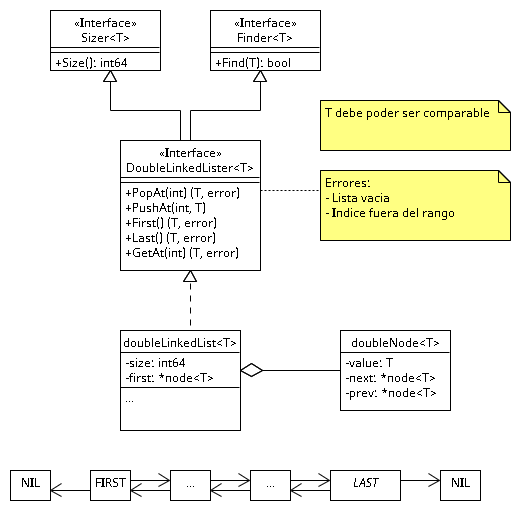 «Interface»
Sizer<T>
+Size(): int64
«Interface»
Finder<T>
+Find(T): bool
T debe poder ser comparable
«Interface»
DoubleLinkedLister<T>
+PopAt(int) (T, error)
+PushAt(int, T)
+First() (T, error)
+Last() (T, error)
+GetAt(int) (T, error)
Errores:
- Lista vacia
- Indice fuera del rango
doubleLinkedList<T>
-size: int64
-first: *node<T>
...
doubleNode<T>
-value: T
-next: *node<T>
-prev: *node<T>
NIL
FIRST
...
...
LAST
NIL